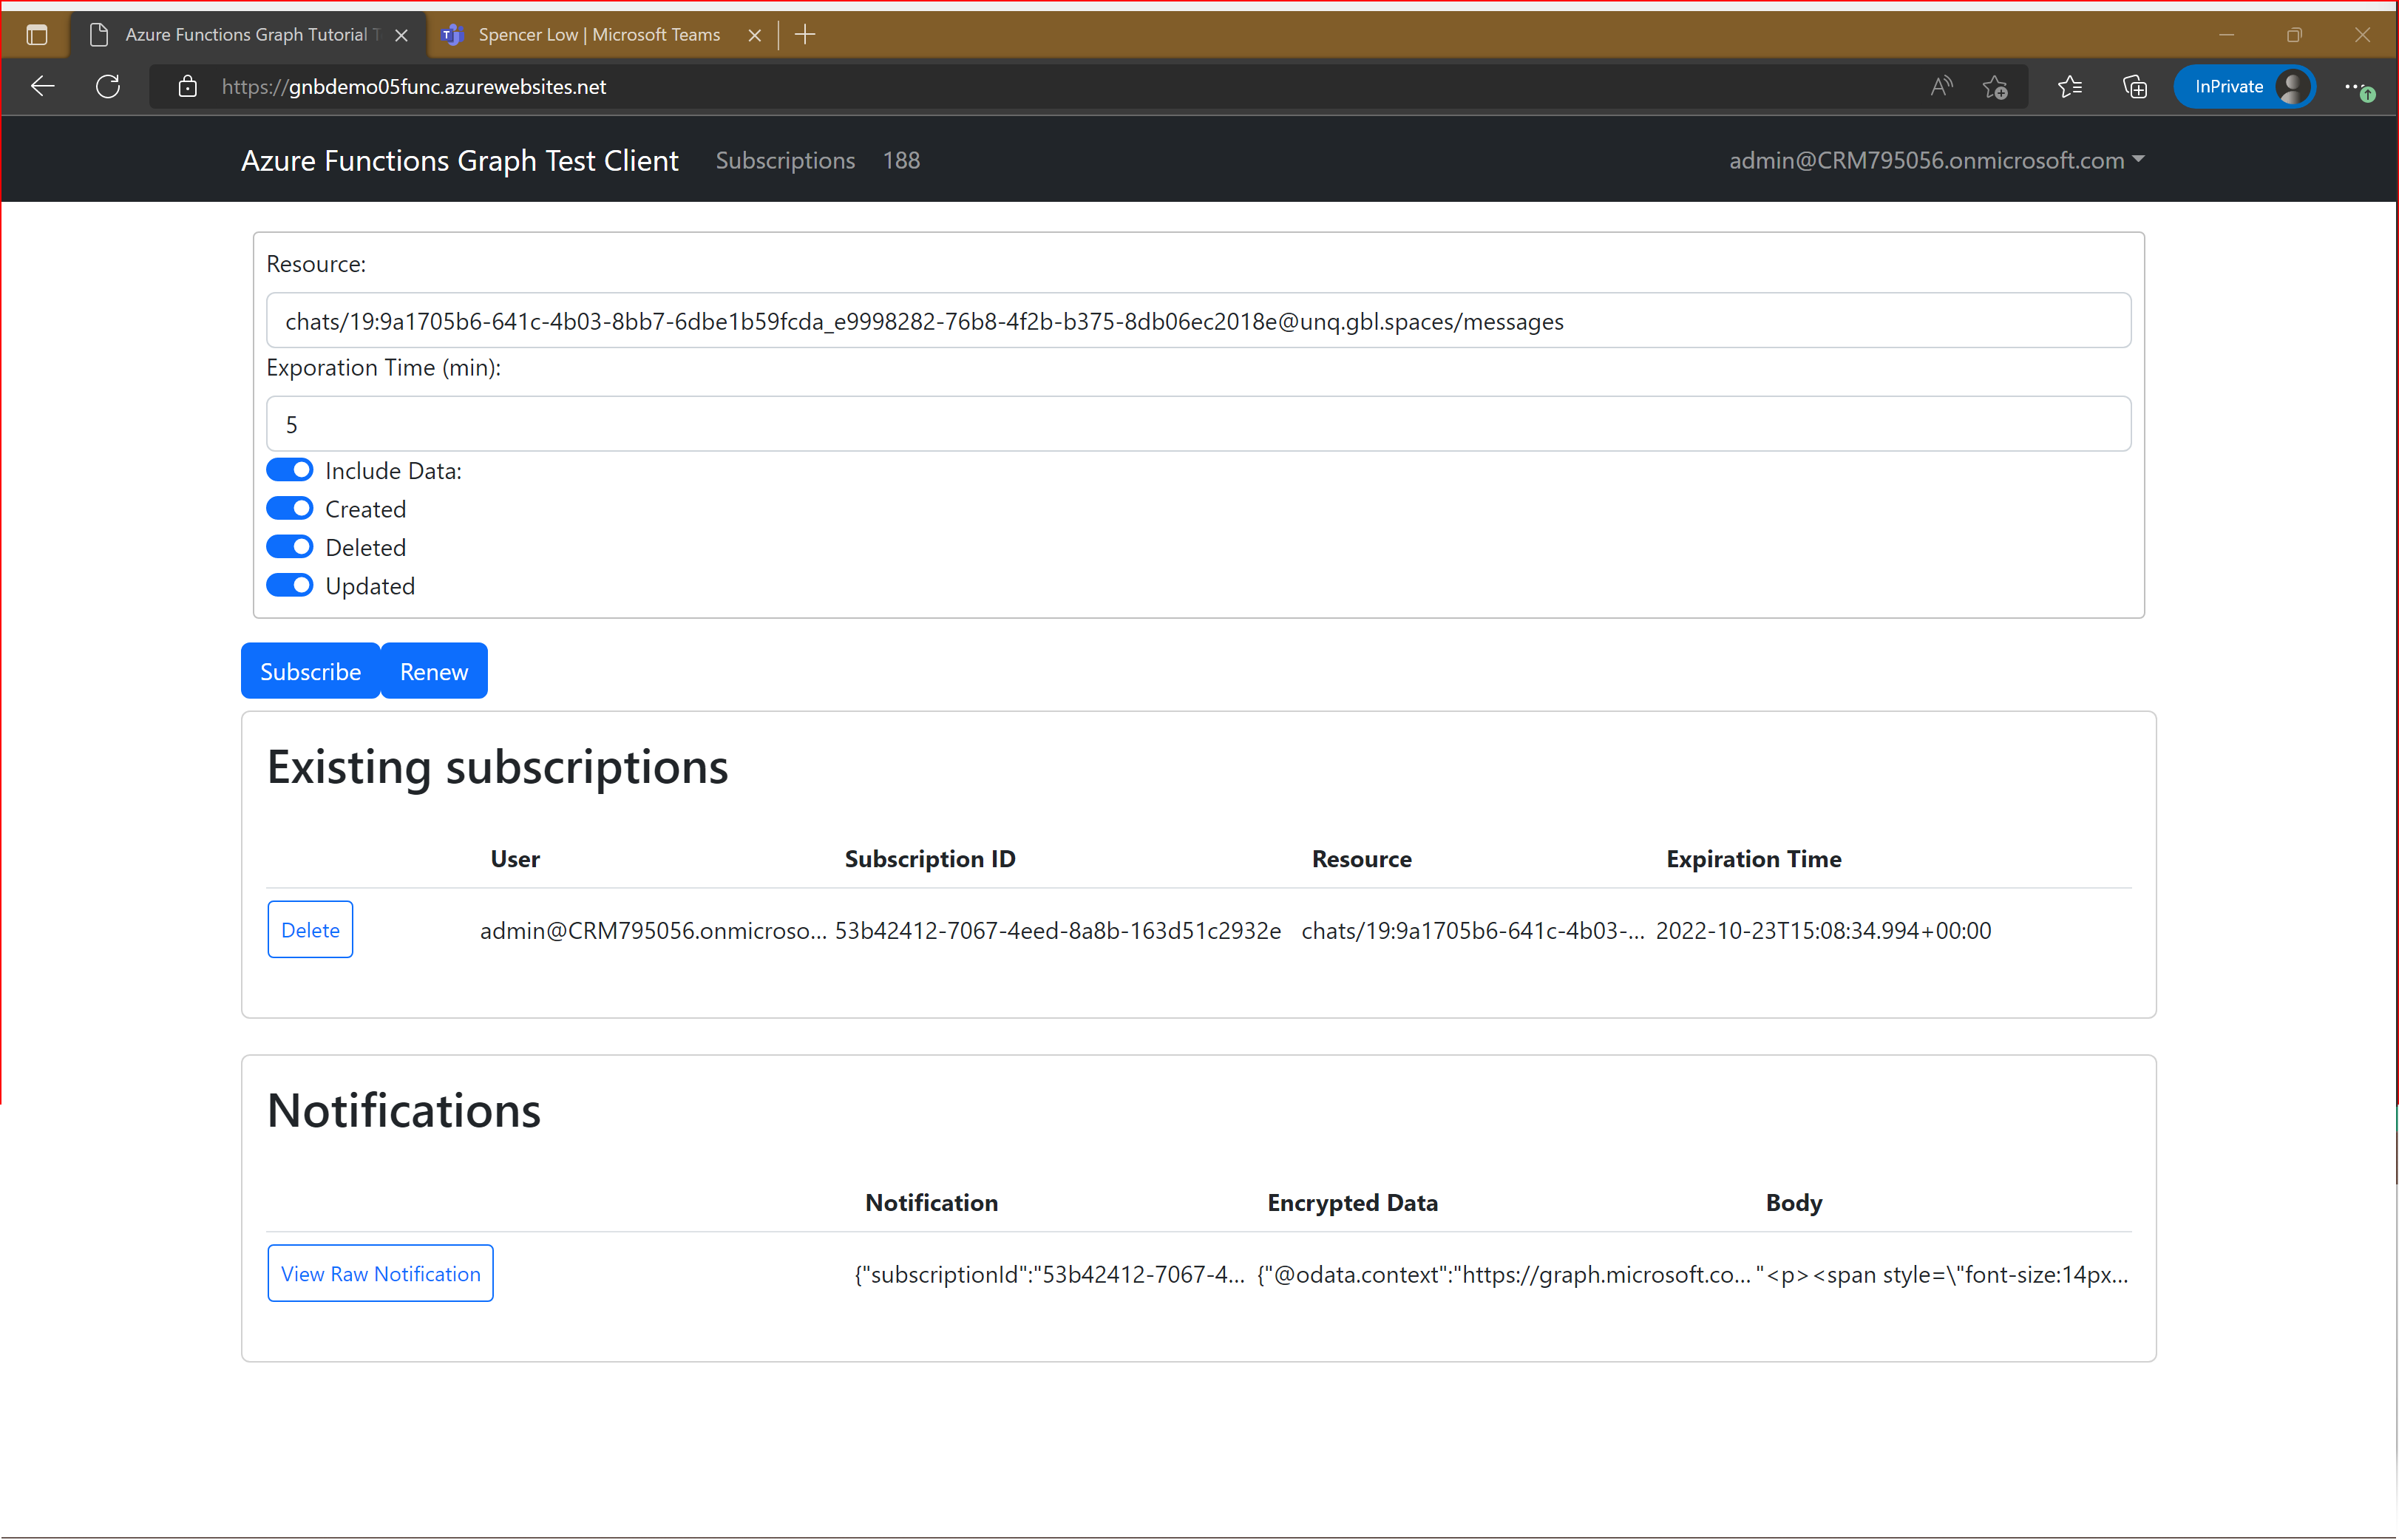 Azure Functions Graph Tutorial T
Spencer Low | Microsoft Teams
https://gnbdemo05func.azurewebsites.net
InPrivate
Azure Functions Graph Test Client Subscriptions 188 admin@CRM795056.onmicrosoft.com
Resource:
chats/19:9a1705b6-641c-4b03-8bb7-6dbe1b59fcda_e9998282-76b8-4f2b-b375-8db06ec2018e@unq.gbl.spaces/messages
Exporation Time (min):
5
Include Data:
Created
Deleted
Updated
Subscribe Renew
Existing subscriptions
User Subscription ID Resource Expiration Time
Delete admin@CRM795056.onmicroso... 53b42412-7067-4eed-8a8b-163d51c2932e chats/19:9a1705b6-641c-4b03-... 2022-10-23T15:08:34.994+00:00
Notifications
Notification Encrypted Data Body
View Raw Notification {"subscriptionId":"53b42412-7067-4... {"@odata.context":"https://graph.microsoft.co... "<p><span style=\"font-size:14px...